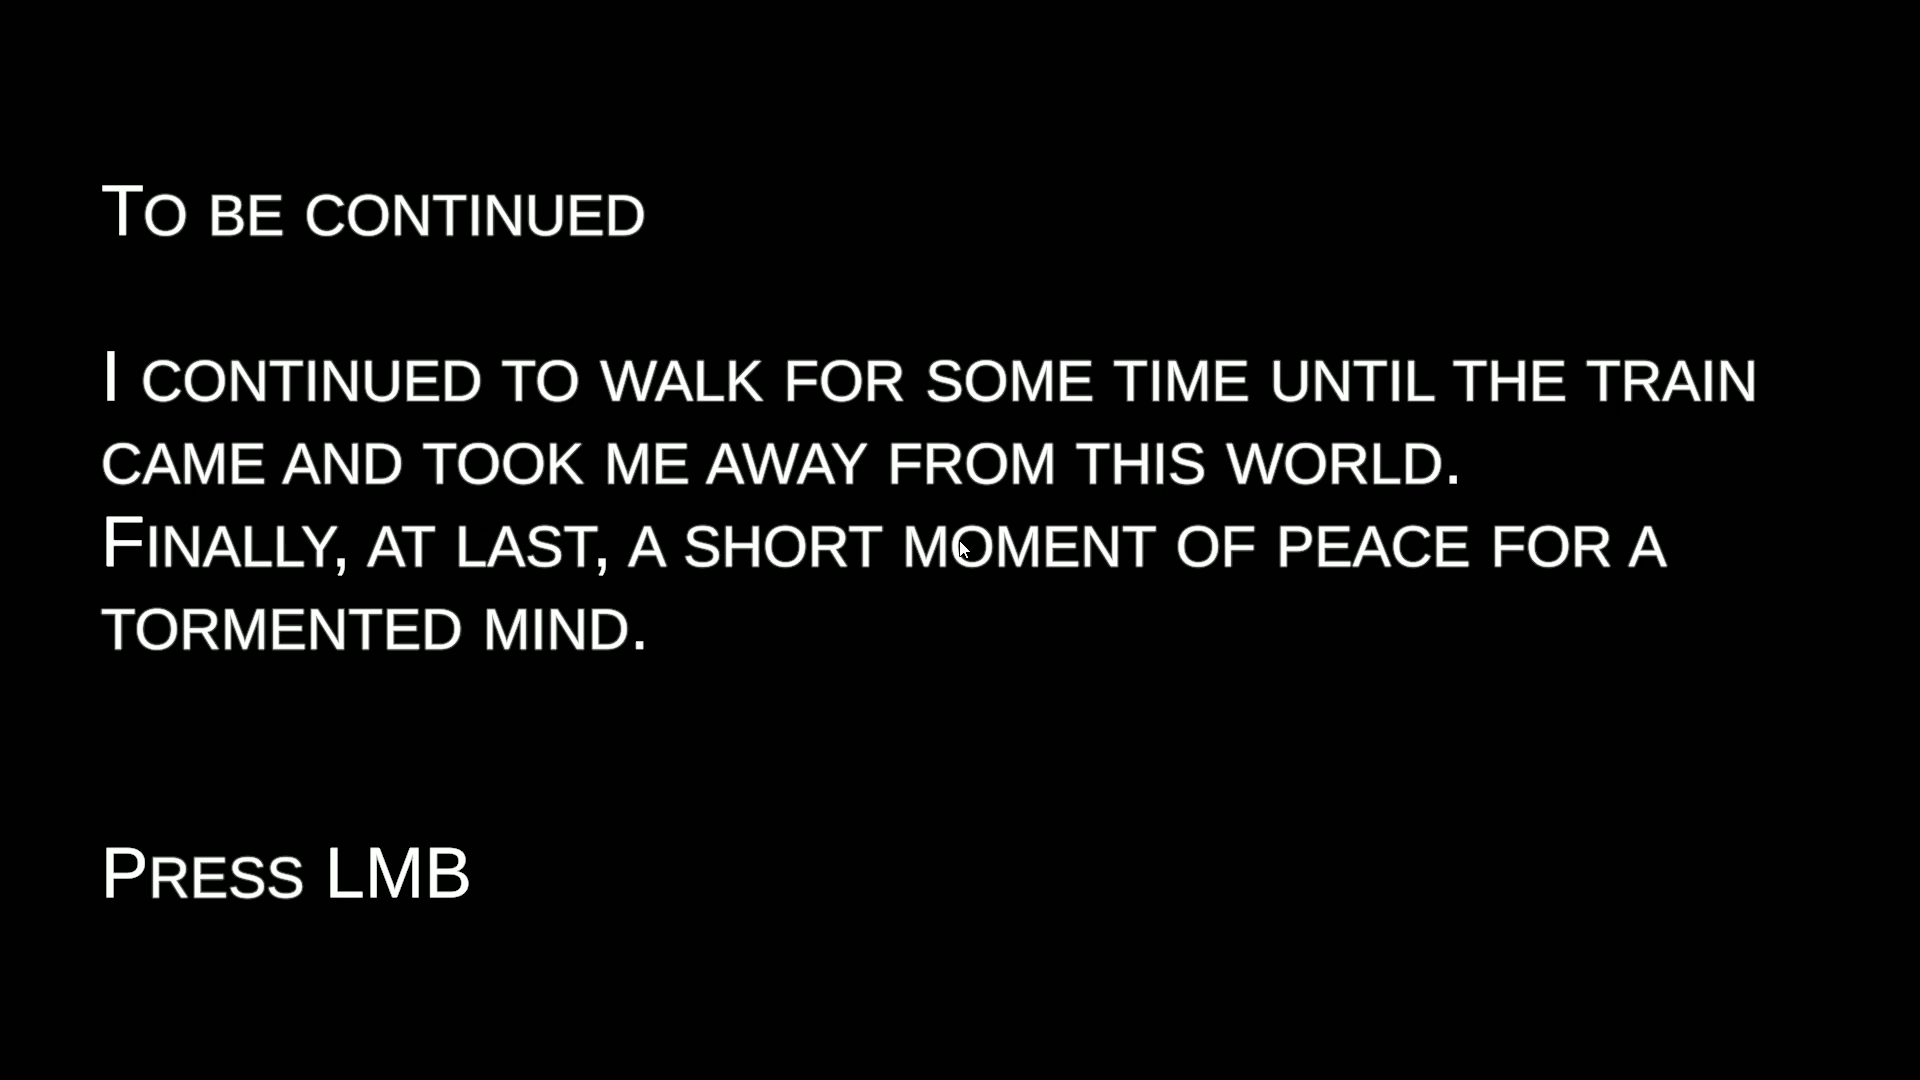 To be continued
I continued to walk for some time until the train
came and took me away from this world.
Finally, at last, a short moment of peace for a
tormented mind.
Press LMB